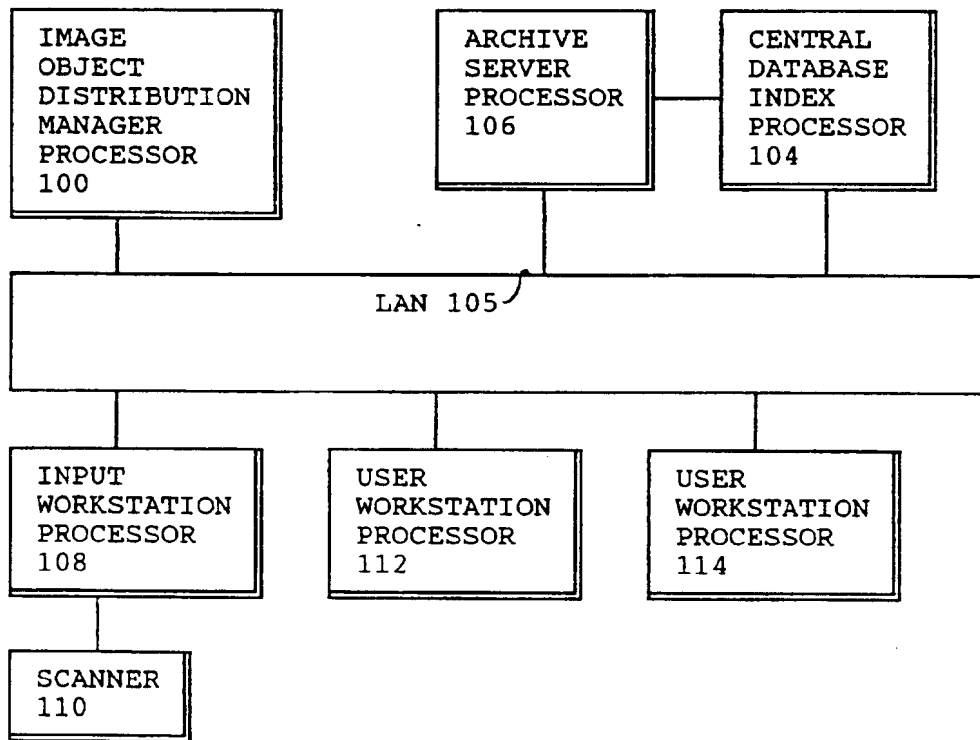 IMAGE
OBJECT
DISTRIBUTION
MANAGER
PROCESSOR
100
ARCHIVE
SERVER
PROCESSOR
106
CENTRAL
DATABASE
INDEX
PROCESSOR
104
LAN 105
INPUT
WORKSTATION
PROCESSOR
108
USER
WORKSTATION
PROCESSOR
112
USER
WORKSTATION
PROCESSOR
114
SCANNER
110